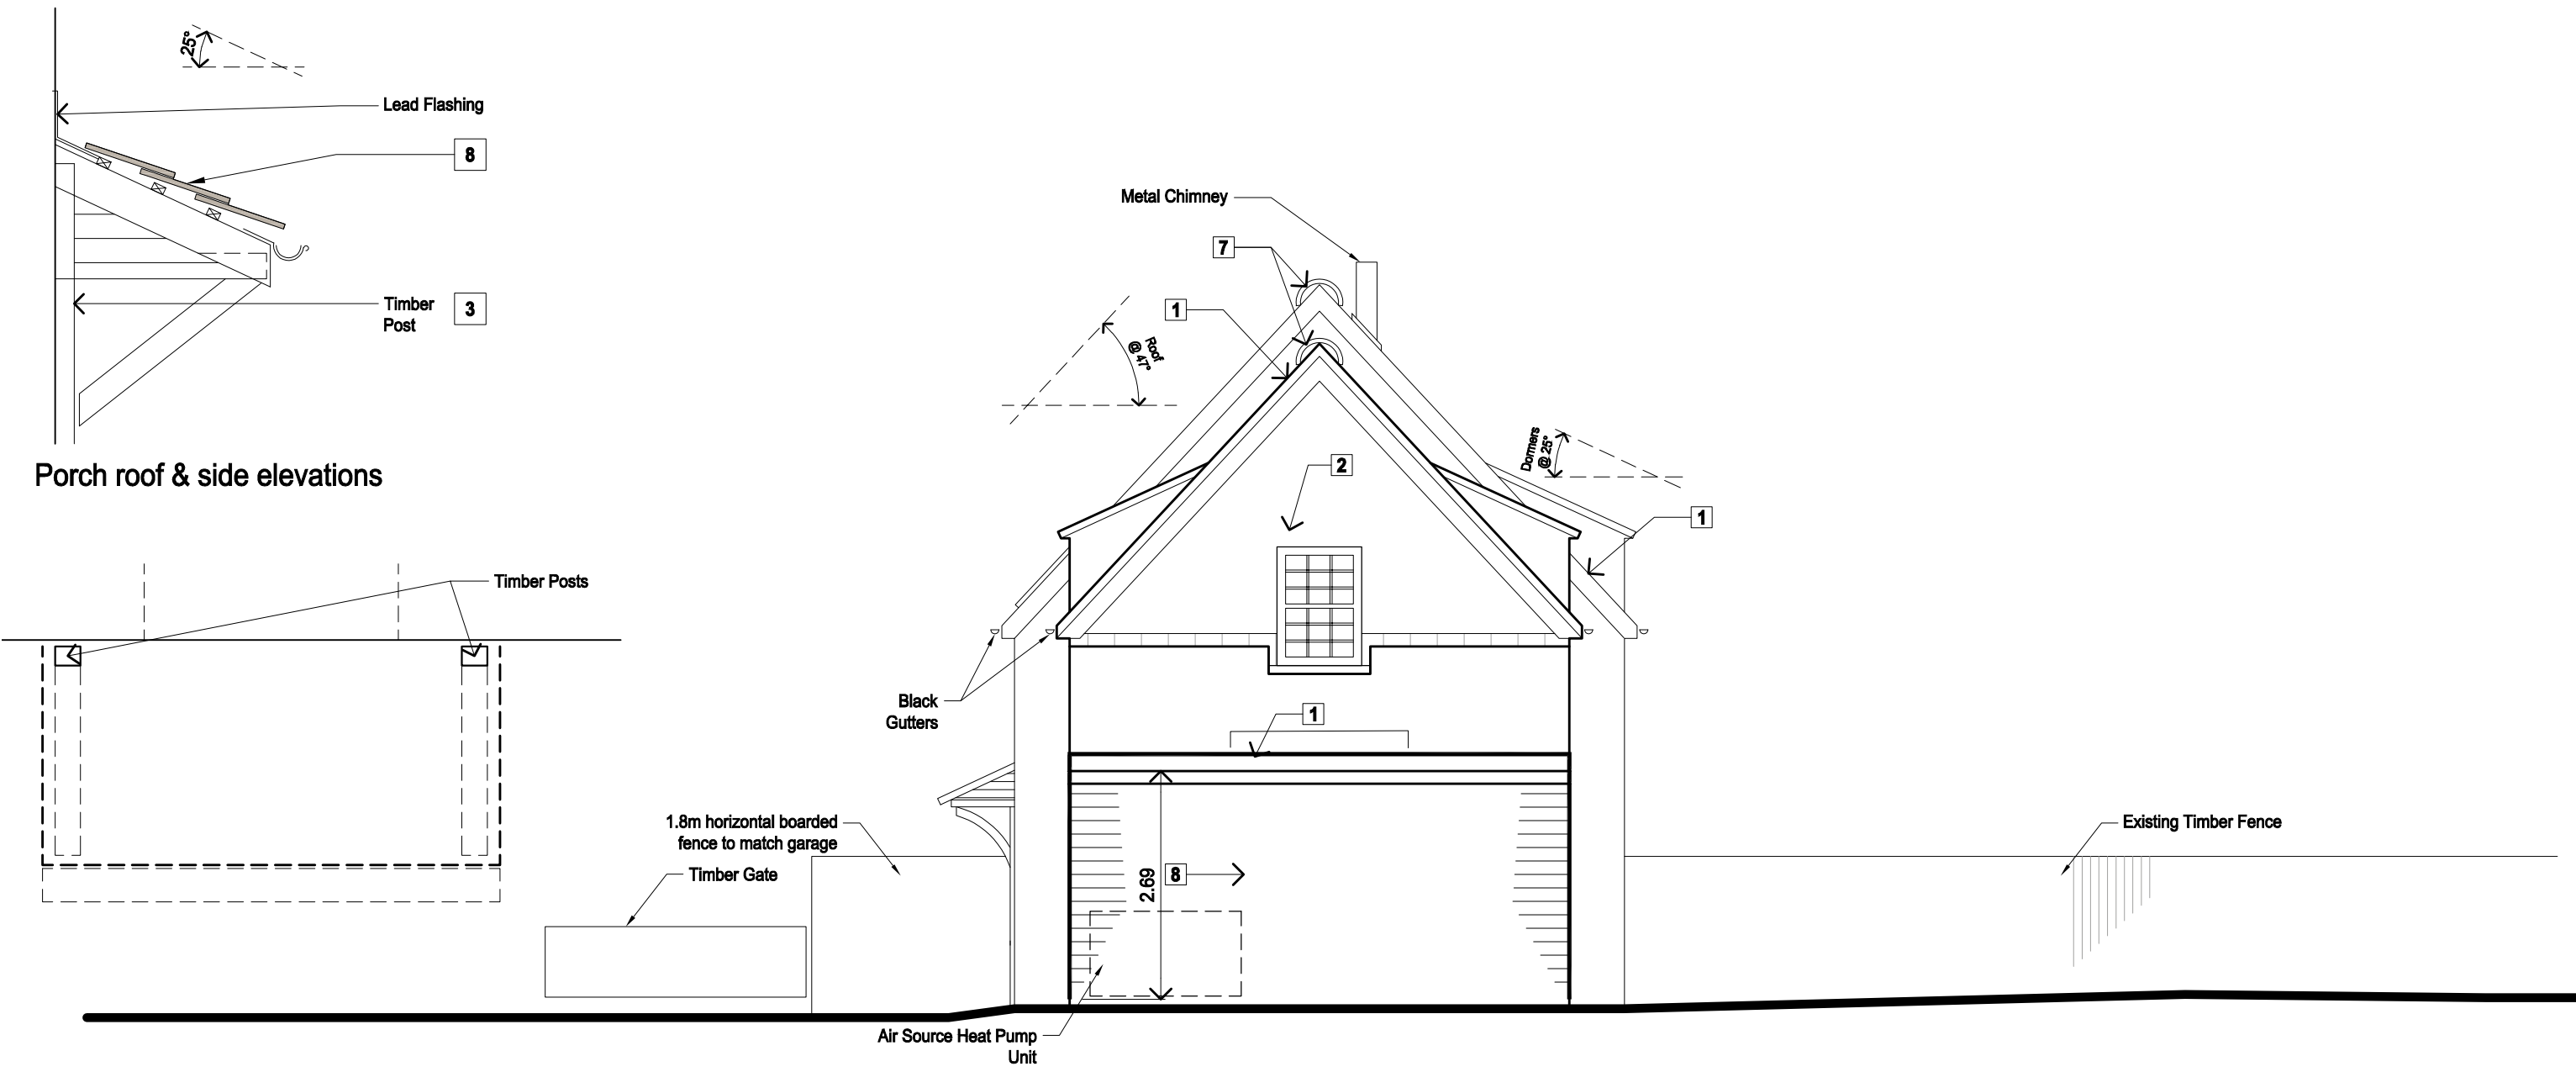 25°
Lead Flashing
8
Timber
Post
3
Porch roof & side elevations
Timber Posts
Metal Chimney
7
1
Roof
@ 47°
Dormers
@ 25°
2
1
Black
Gutters
1
1.8m horizontal boarded
fence to match garage
Timber Gate
2.69
8
Existing Timber Fence
Air Source Heat Pump
Unit